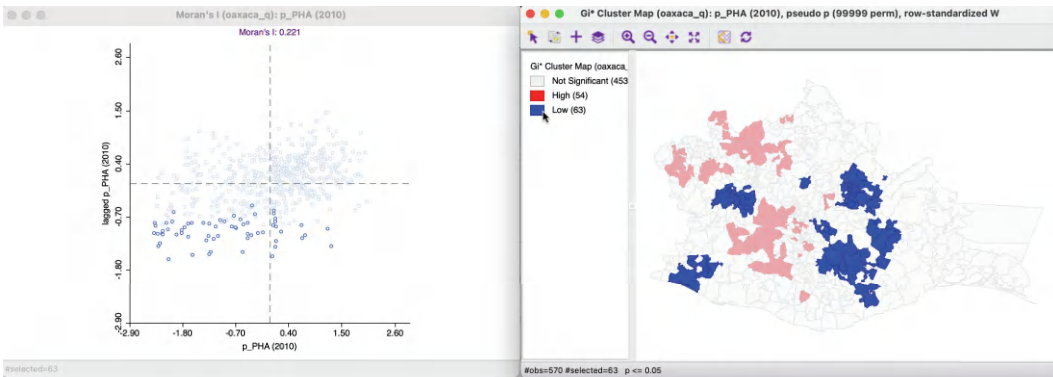 Moran's I (oaxaca_q): p_PHA (2010)
Moran's I: 0.221
2.60
1.50
0.40
-0.70
-1.80
-2.90
lagged p_PHA (2010)
-2.90 -1.80 -0.70 0.40 1.50 2.60
p_PHA (2010)
#selected=63
Gi* Cluster Map (oaxaca_q): p_PHA (2010), pseudo p (99999 perm), row-standardized W
Gi* Cluster Map (oaxaca_
Not Significant (453
High (54)
Low (63)
#obs=570 #selected=63 p <= 0.05